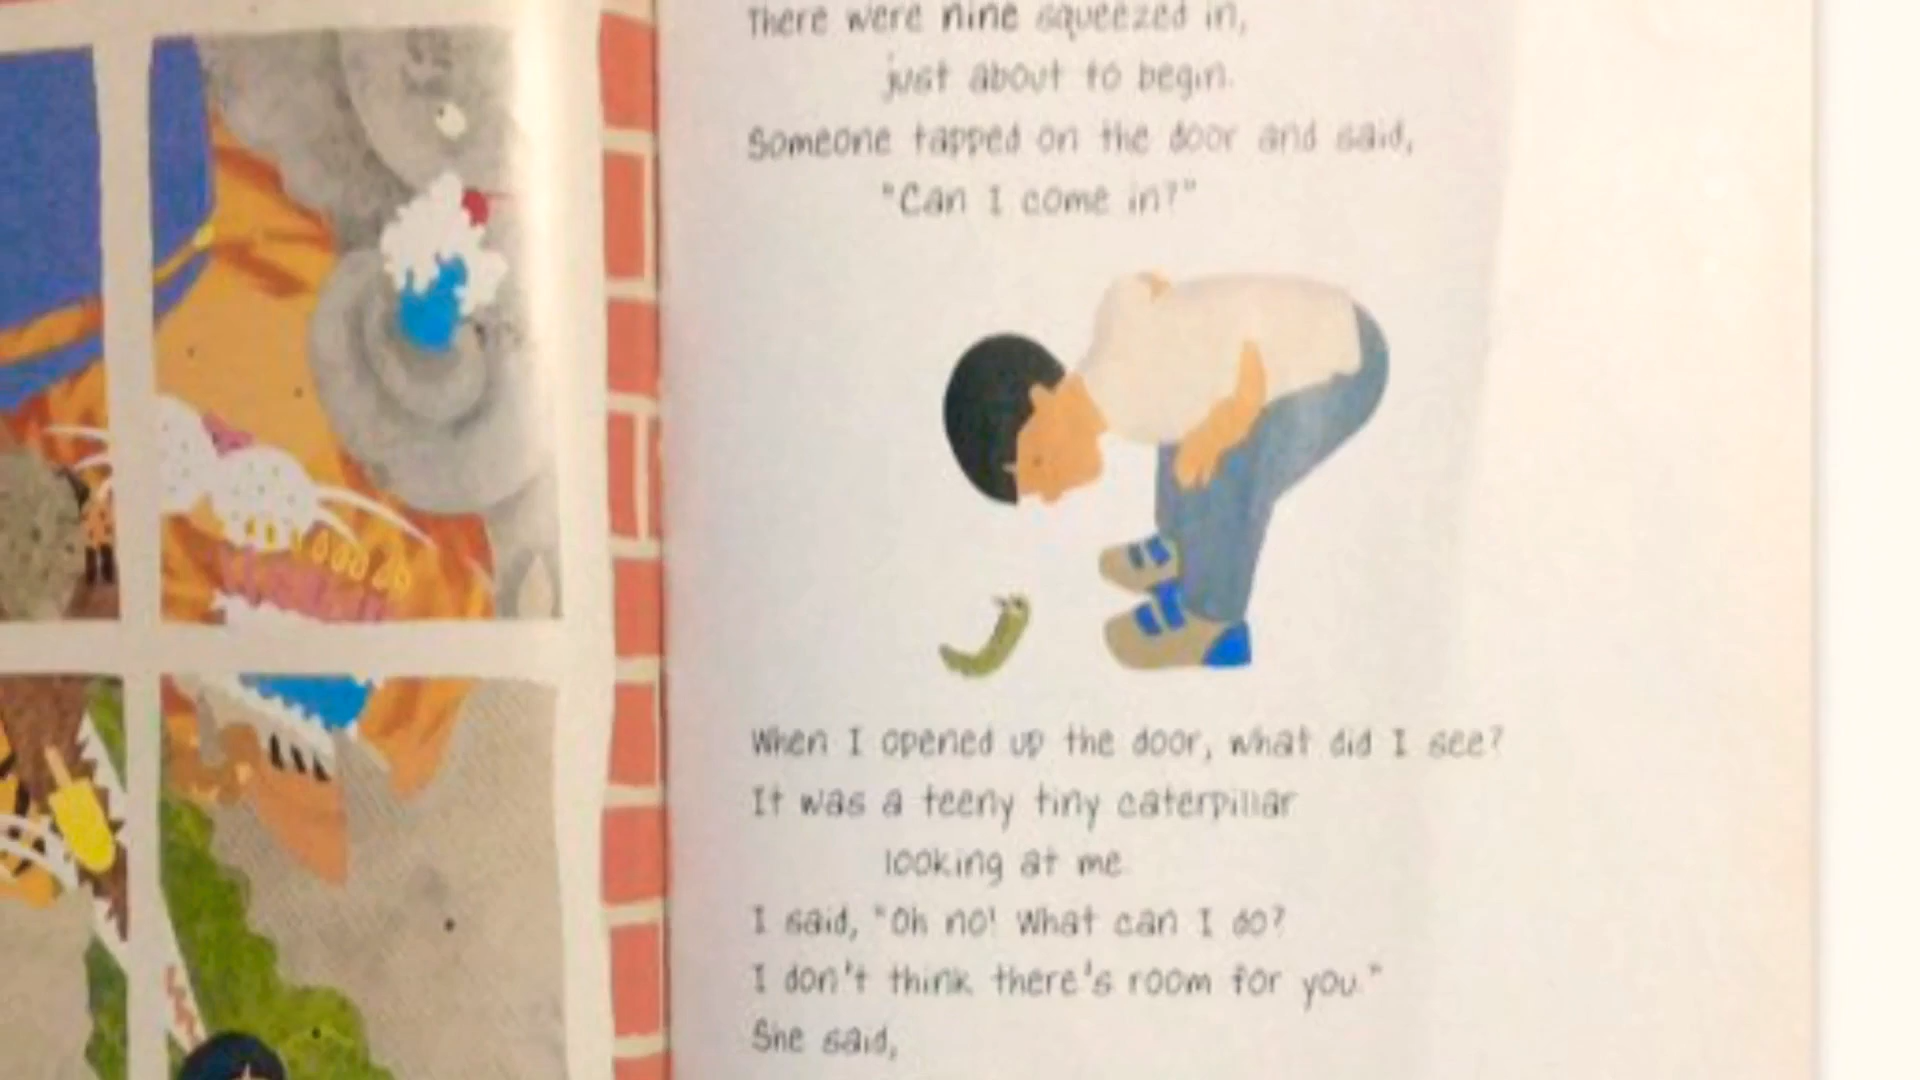 There were nine squeezed in,
just about to begin.
Someone tapped on the door and said,
"Can I come in?"
When I opened up the door, what did I see?
It was a teeny tiny caterpillar
looking at me.
I said, "Oh no! What can I do?
I don't think there's room for you."
She said,